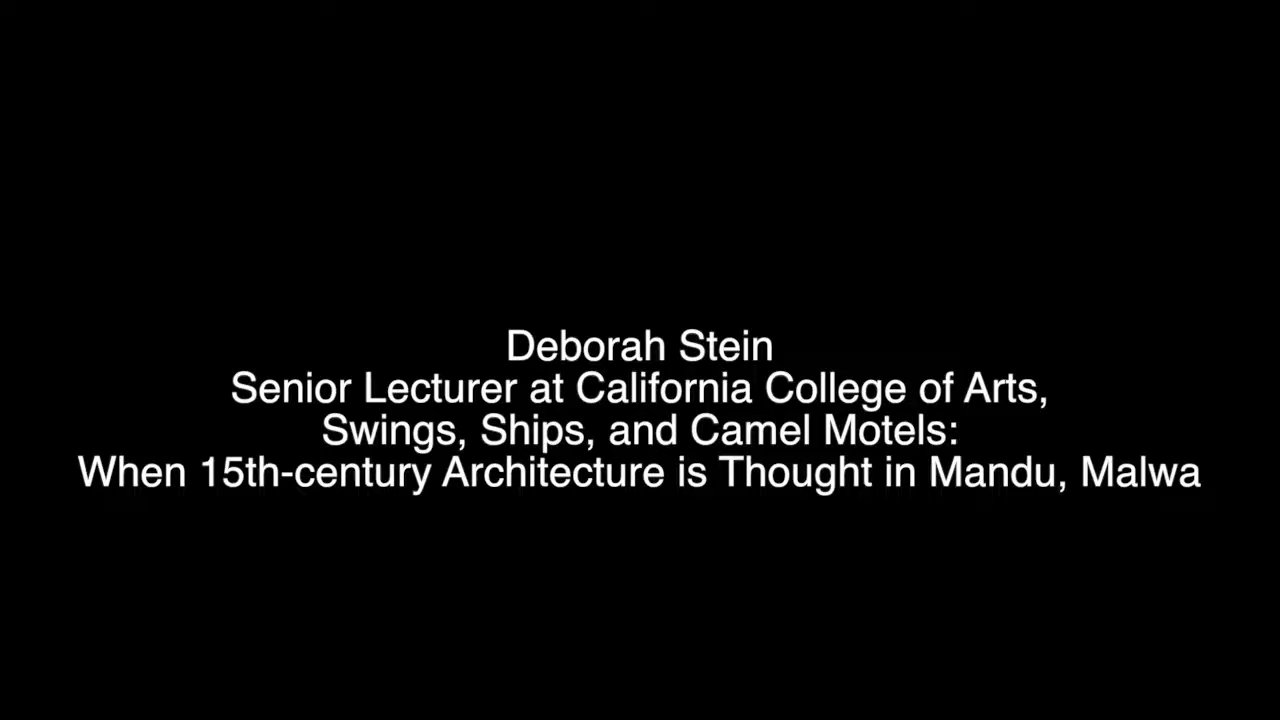 Deborah Stein
Senior Lecturer at California College of Arts,
Swings, Ships, and Camel Motels:
When 15th-century Architecture is Thought in Mandu, Malwa